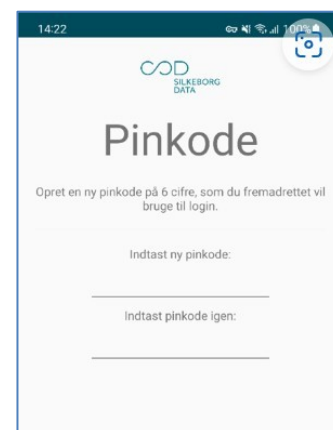 14:22
100%
SILKEBORG
DATA
Pinkode
Opret en ny pinkode på 6 cifre, som du fremadrettet vil
bruge til login.
Indtast ny pinkode:
Indtast pinkode igen: